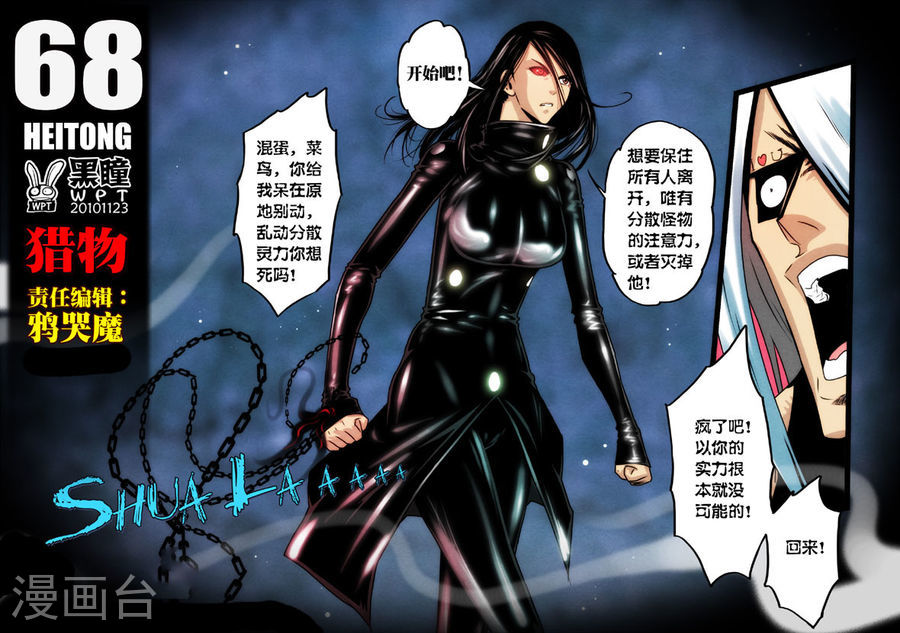 68
HEITONG
黑瞳
WPT
WPT
20101123
猎物
责任编辑：
鸦哭魔
开始吧！
混蛋，菜
鸟，你给
我呆在原
地别动，
乱动分散
灵力你想
死吗！
想要保住
所有人离
开，唯有
分散怪物
的注意力，
或者灭掉
他！
疯了吧！
以你的
实力很
本就没
可能的！
回来！
SHUA LA A A A A
漫画台